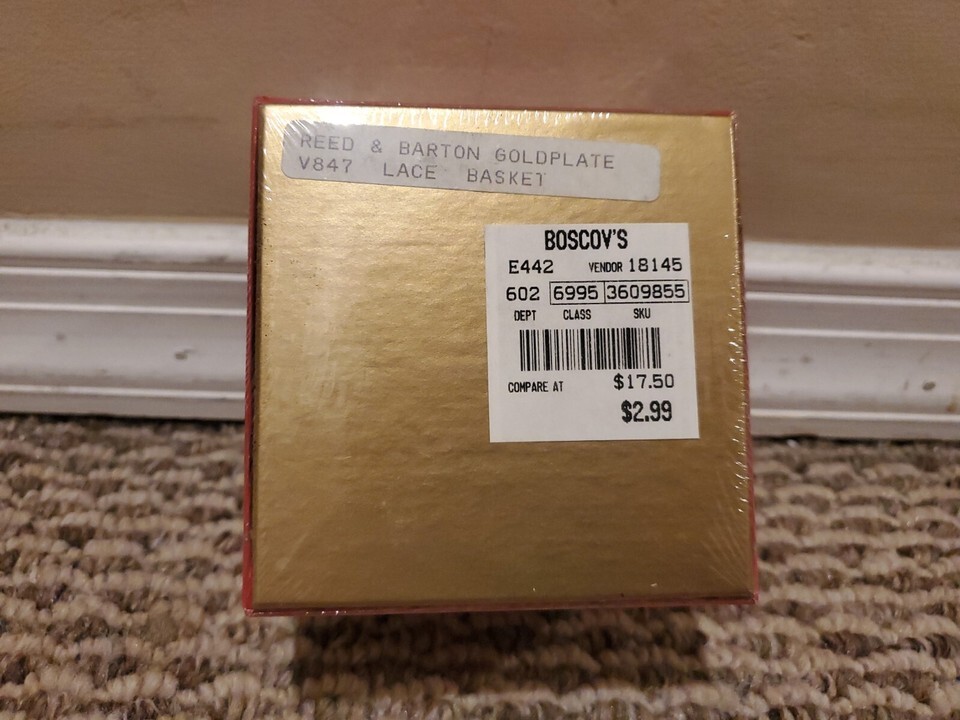 REED & BARTON GOLDPLATE
V847 LACE BASKET
BOSCOV'S
E442 VENDOR 18145
602 6995 3609855
DEPT CLASS SKU
COMPARE AT $17.50
$2.99